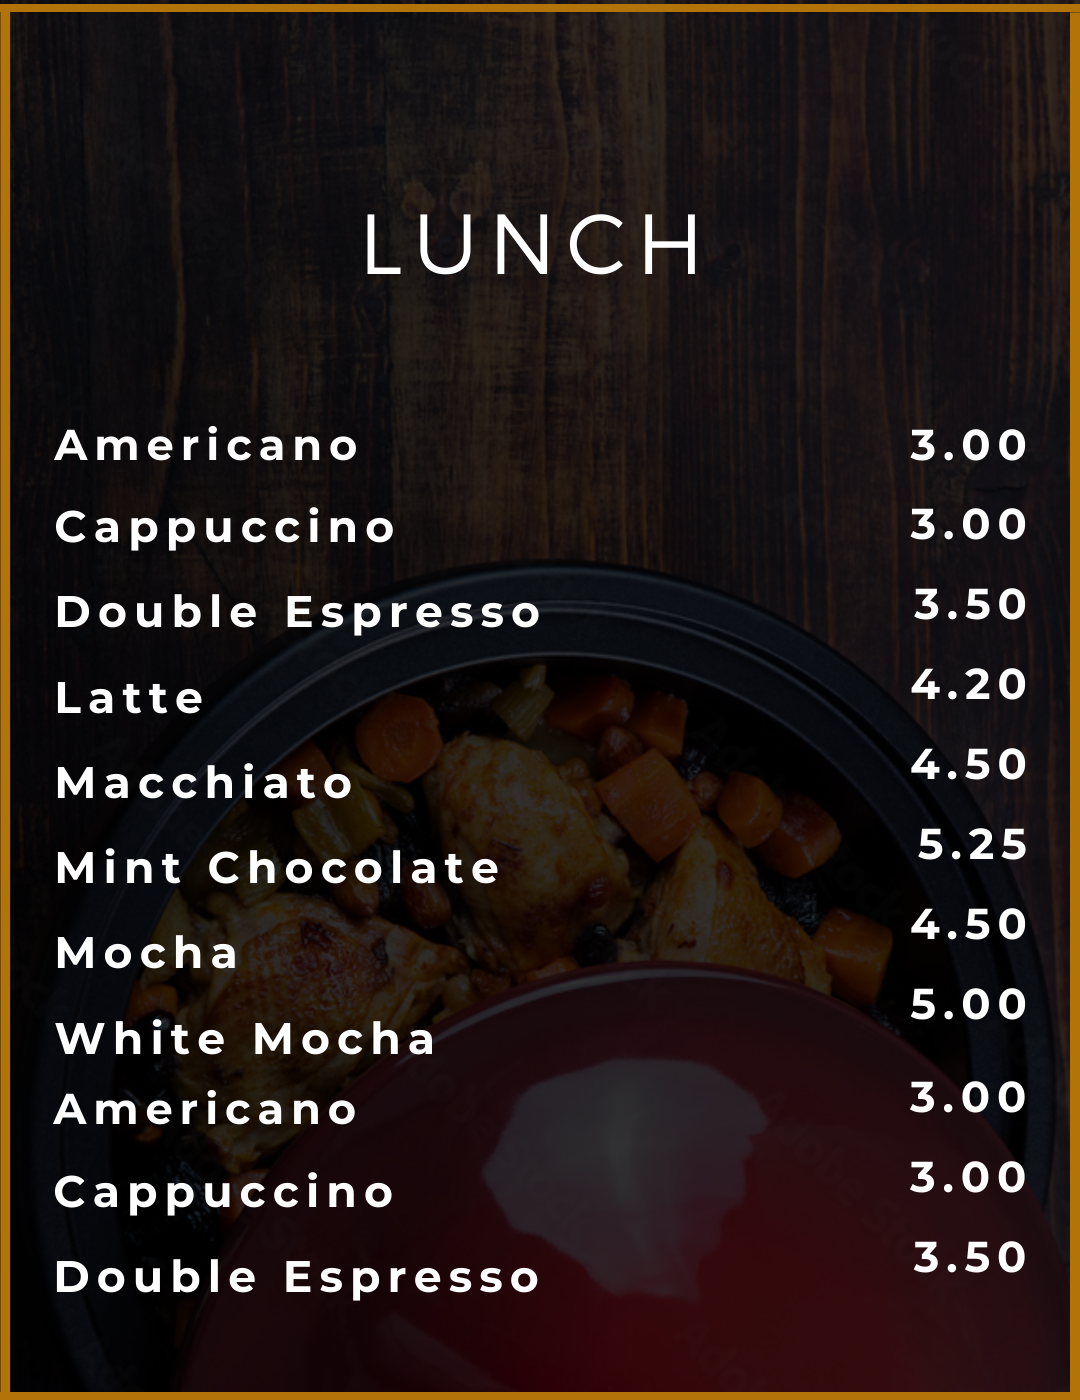 LUNCH
Americano 3.00
Cappuccino 3.00
Double Espresso 3.50
Latte 4.20
Macchiato 4.50
Mint Chocolate 5.25
Mocha 4.50
White Mocha 5.00
Americano 3.00
Cappuccino 3.00
Double Espresso 3.50